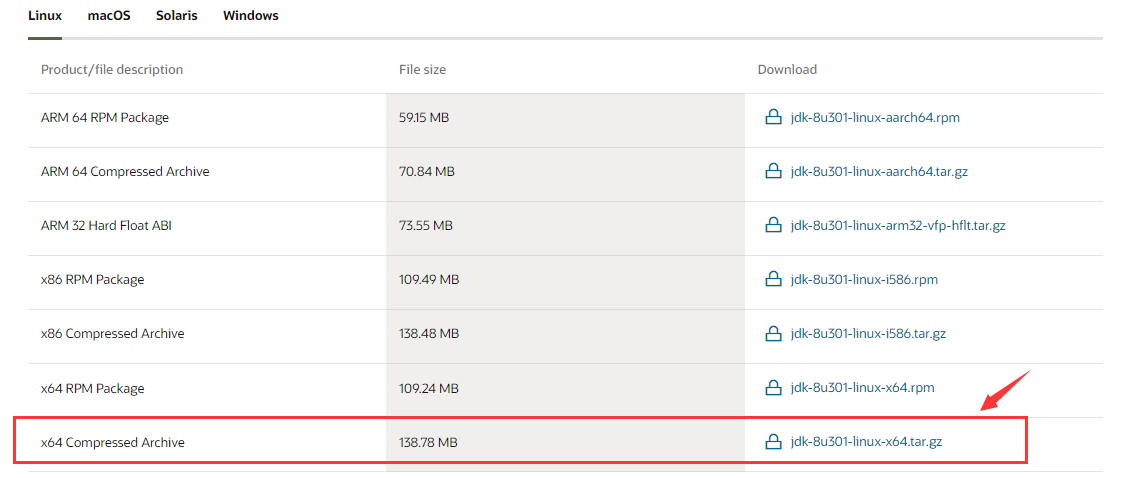 Linux macOS Solaris Windows
Product/file description File size Download
ARM 64 RPM Package 59.15 MB jdk-8u301-linux-aarch64.rpm
ARM 64 Compressed Archive 70.84 MB jdk-8u301-linux-aarch64.tar.gz
ARM 32 Hard Float ABI 73.55 MB jdk-8u301-linux-arm32-vfp-hflt.tar.gz
x86 RPM Package 109.49 MB jdk-8u301-linux-i586.rpm
x86 Compressed Archive 138.48 MB jdk-8u301-linux-i586.tar.gz
x64 RPM Package 109.24 MB jdk-8u301-linux-x64.rpm
x64 Compressed Archive 138.78 MB jdk-8u301-linux-x64.tar.gz